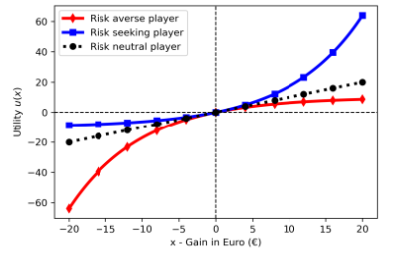 Risk averse player
Risk seeking player
Risk neutral player
60
40
20
0
−20
−40
−60
Utility u(x)
−20 −15 −10 −5 0 5 10 15 20
x - Gain in Euro (€)